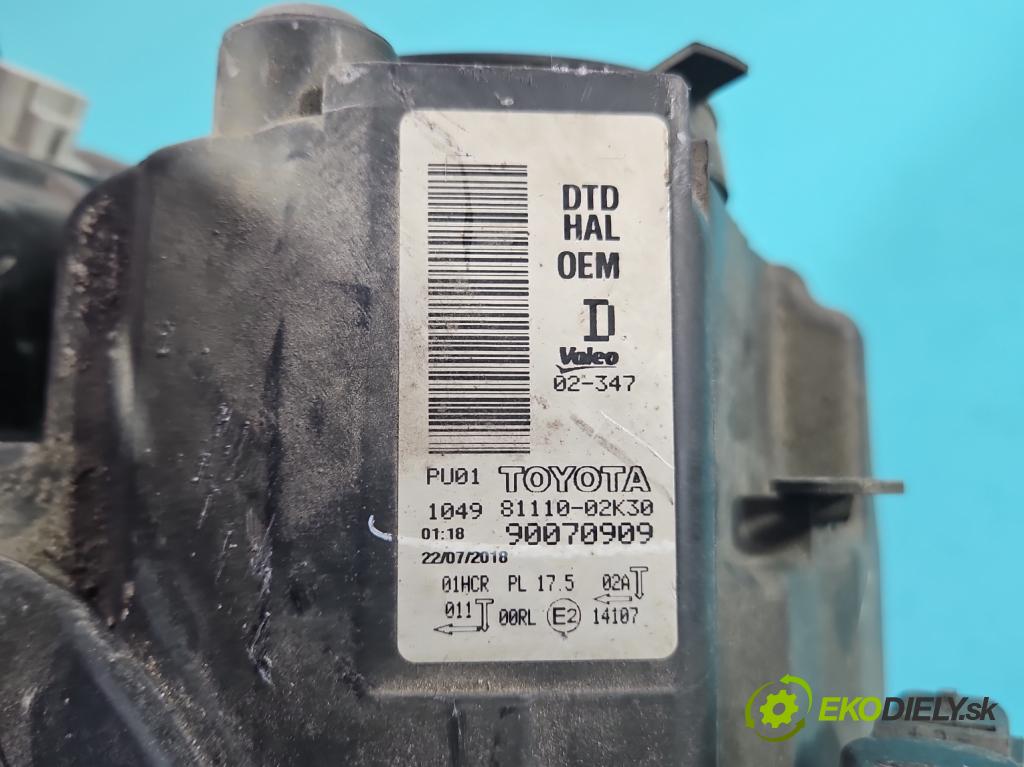 DTD
HAL
OEM
D
Valeo
02-347
PU01 TOYOTA
1049 81110-02K30
01:18 90070909
22/07/2018
01HCR PL 17.5 02A
011 00RL E2 14107
EKODIELY.sk